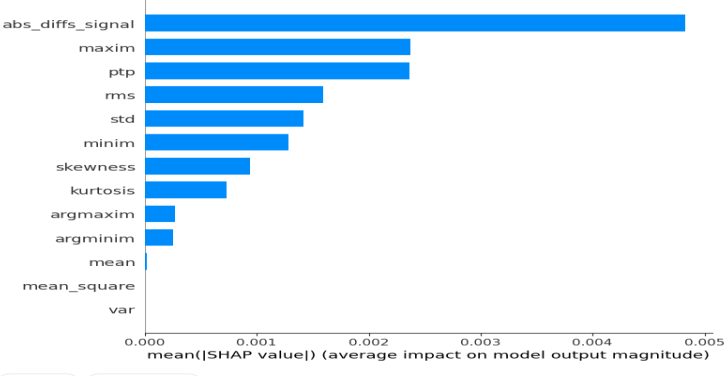 abs_diffs_signal
maxim
ptp
rms
std
minim
skewness
kurtosis
argmaxim
argminim
mean
mean_square
var
0.000 0.001 0.002 0.003 0.004 0.005
mean(|SHAP value|) (average impact on model output magnitude)